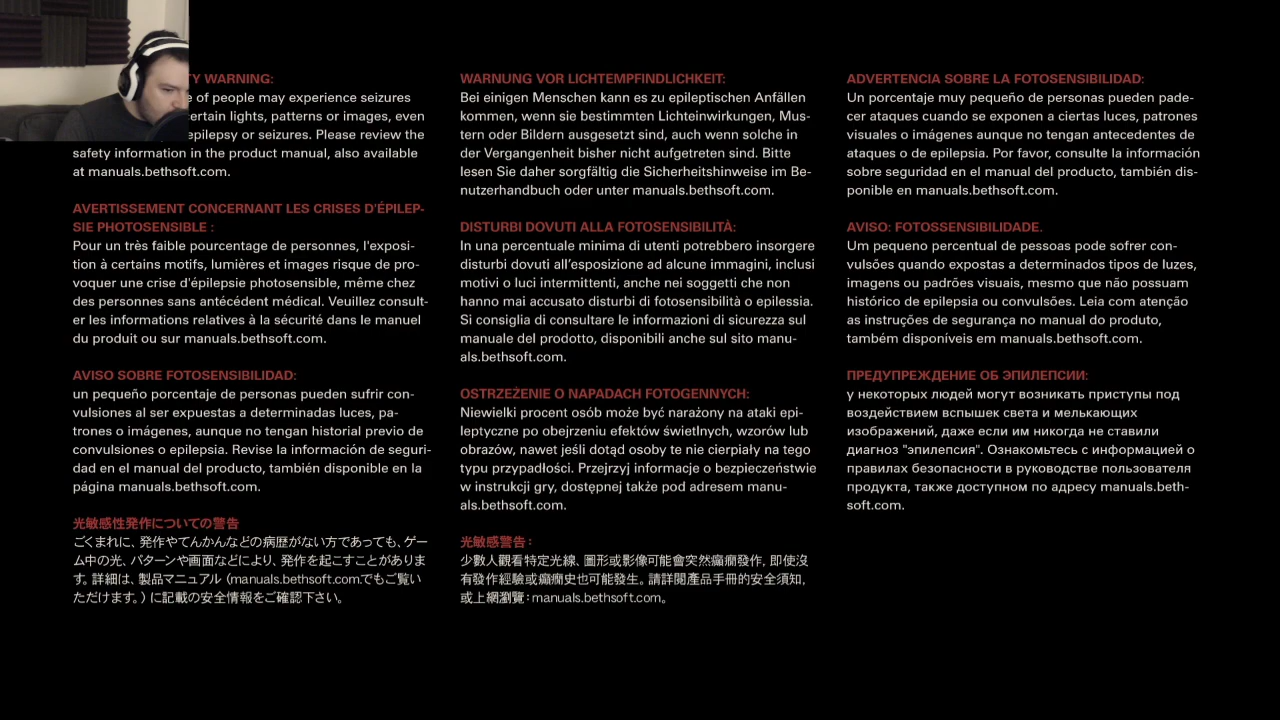 TY WARNING:
e of people may experience seizures
ertain lights, patterns or images, even
epilepsy or seizures. Please review the
safety information in the product manual, also available
at manuals.bethsoft.com.
AVERTISSEMENT CONCERNANT LES CRISES D'ÉPILEP-
SIE PHOTOSENSIBLE :
Pour un très faible pourcentage de personnes, l'exposi-
tion à certains motifs, lumières et images risque de pro-
voquer une crise d'épilepsie photosensible, même chez
des personnes sans antécédent médical. Veuillez consult-
er les informations relatives à la sécurité dans le manuel
du produit ou sur manuals.bethsoft.com.
AVISO SOBRE FOTOSENSIBILIDAD:
un pequeño porcentaje de personas pueden sufrir con-
vulsiones al ser expuestas a determinadas luces, pa-
trones o imágenes, aunque no tengan historial previo de
convulsiones o epilepsia. Revise la información de seguri-
dad en el manual del producto, también disponible en la
página manuals.bethsoft.com.
光敏感性発作についての警告
ごくまれに、発作やてんかんなどの病歴がない方であっても、ゲー
ム中の光、パターンや画面などにより、発作を起こすことがありま
す。詳細は、製品マニュアル（manuals.bethsoft.comでもご覧い
ただけます。）に記載の安全情報をご確認下さい。
WARNUNG VOR LICHTEMPFINDLICHKEIT:
Bei einigen Menschen kann es zu epileptischen Anfällen
kommen, wenn sie bestimmten Lichteinwirkungen, Mus-
tern oder Bildern ausgesetzt sind, auch wenn solche in
der Vergangenheit bisher nicht aufgetreten sind. Bitte
lesen Sie daher sorgfältig die Sicherheitshinweise im Be-
nutzerhandbuch oder unter manuals.bethsoft.com.
DISTURBI DOVUTI ALLA FOTOSENSIBILITÀ:
In una percentuale minima di utenti potrebbero insorgere
disturbi dovuti all'esposizione ad alcune immagini, inclusi
motivi o luci intermittenti, anche nei soggetti che non
hanno mai accusato disturbi di fotosensibilità o epilessia.
Si consiglia di consultare le informazioni di sicurezza sul
manuale del prodotto, disponibili anche sul sito manu-
als.bethsoft.com.
OSTRZEŻENIE O NAPADACH FOTOGENNYCH:
Niewielki procent osób może być narażony na ataki epi-
leptyczne po obejrzeniu efektów świetlnych, wzorów lub
obrazów, nawet jeśli dotąd osoby te nie cierpiały na tego
typu przypadłości. Przejrzyj informacje o bezpieczeństwie
w instrukcji gry, dostępnej także pod adresem manu-
als.bethsoft.com.
光敏感警告：
少數人觀看特定光線、圖形或影像可能會突然癲癇發作，即使沒
有發作經驗或癲癇史也可能發生。請詳閱產品手冊的安全須知，
或上網瀏覽：manuals.bethsoft.com。
ADVERTENCIA SOBRE LA FOTOSENSIBILIDAD:
Un porcentaje muy pequeño de personas pueden pade-
cer ataques cuando se exponen a ciertas luces, patrones
visuales o imágenes aunque no tengan antecedentes de
ataques o de epilepsia. Por favor, consulte la información
sobre seguridad en el manual del producto, también dis-
ponible en manuals.bethsoft.com.
AVISO: FOTOSSENSIBILIDADE.
Um pequeno percentual de pessoas pode sofrer con-
vulsões quando expostas a determinados tipos de luzes,
imagens ou padrões visuais, mesmo que não possuam
histórico de epilepsia ou convulsões. Leia com atenção
as instruções de segurança no manual do produto,
também disponíveis em manuals.bethsoft.com.
ПРЕДУПРЕЖДЕНИЕ ОБ ЭПИЛЕПСИИ:
у некоторых людей могут возникать приступы под
воздействием вспышек света и мелькающих
изображений, даже если им никогда не ставили
диагноз "эпилепсия". Ознакомьтесь с информацией о
правилах безопасности в руководстве пользователя
продукта, также доступном по адресу manuals.beth-
soft.com.